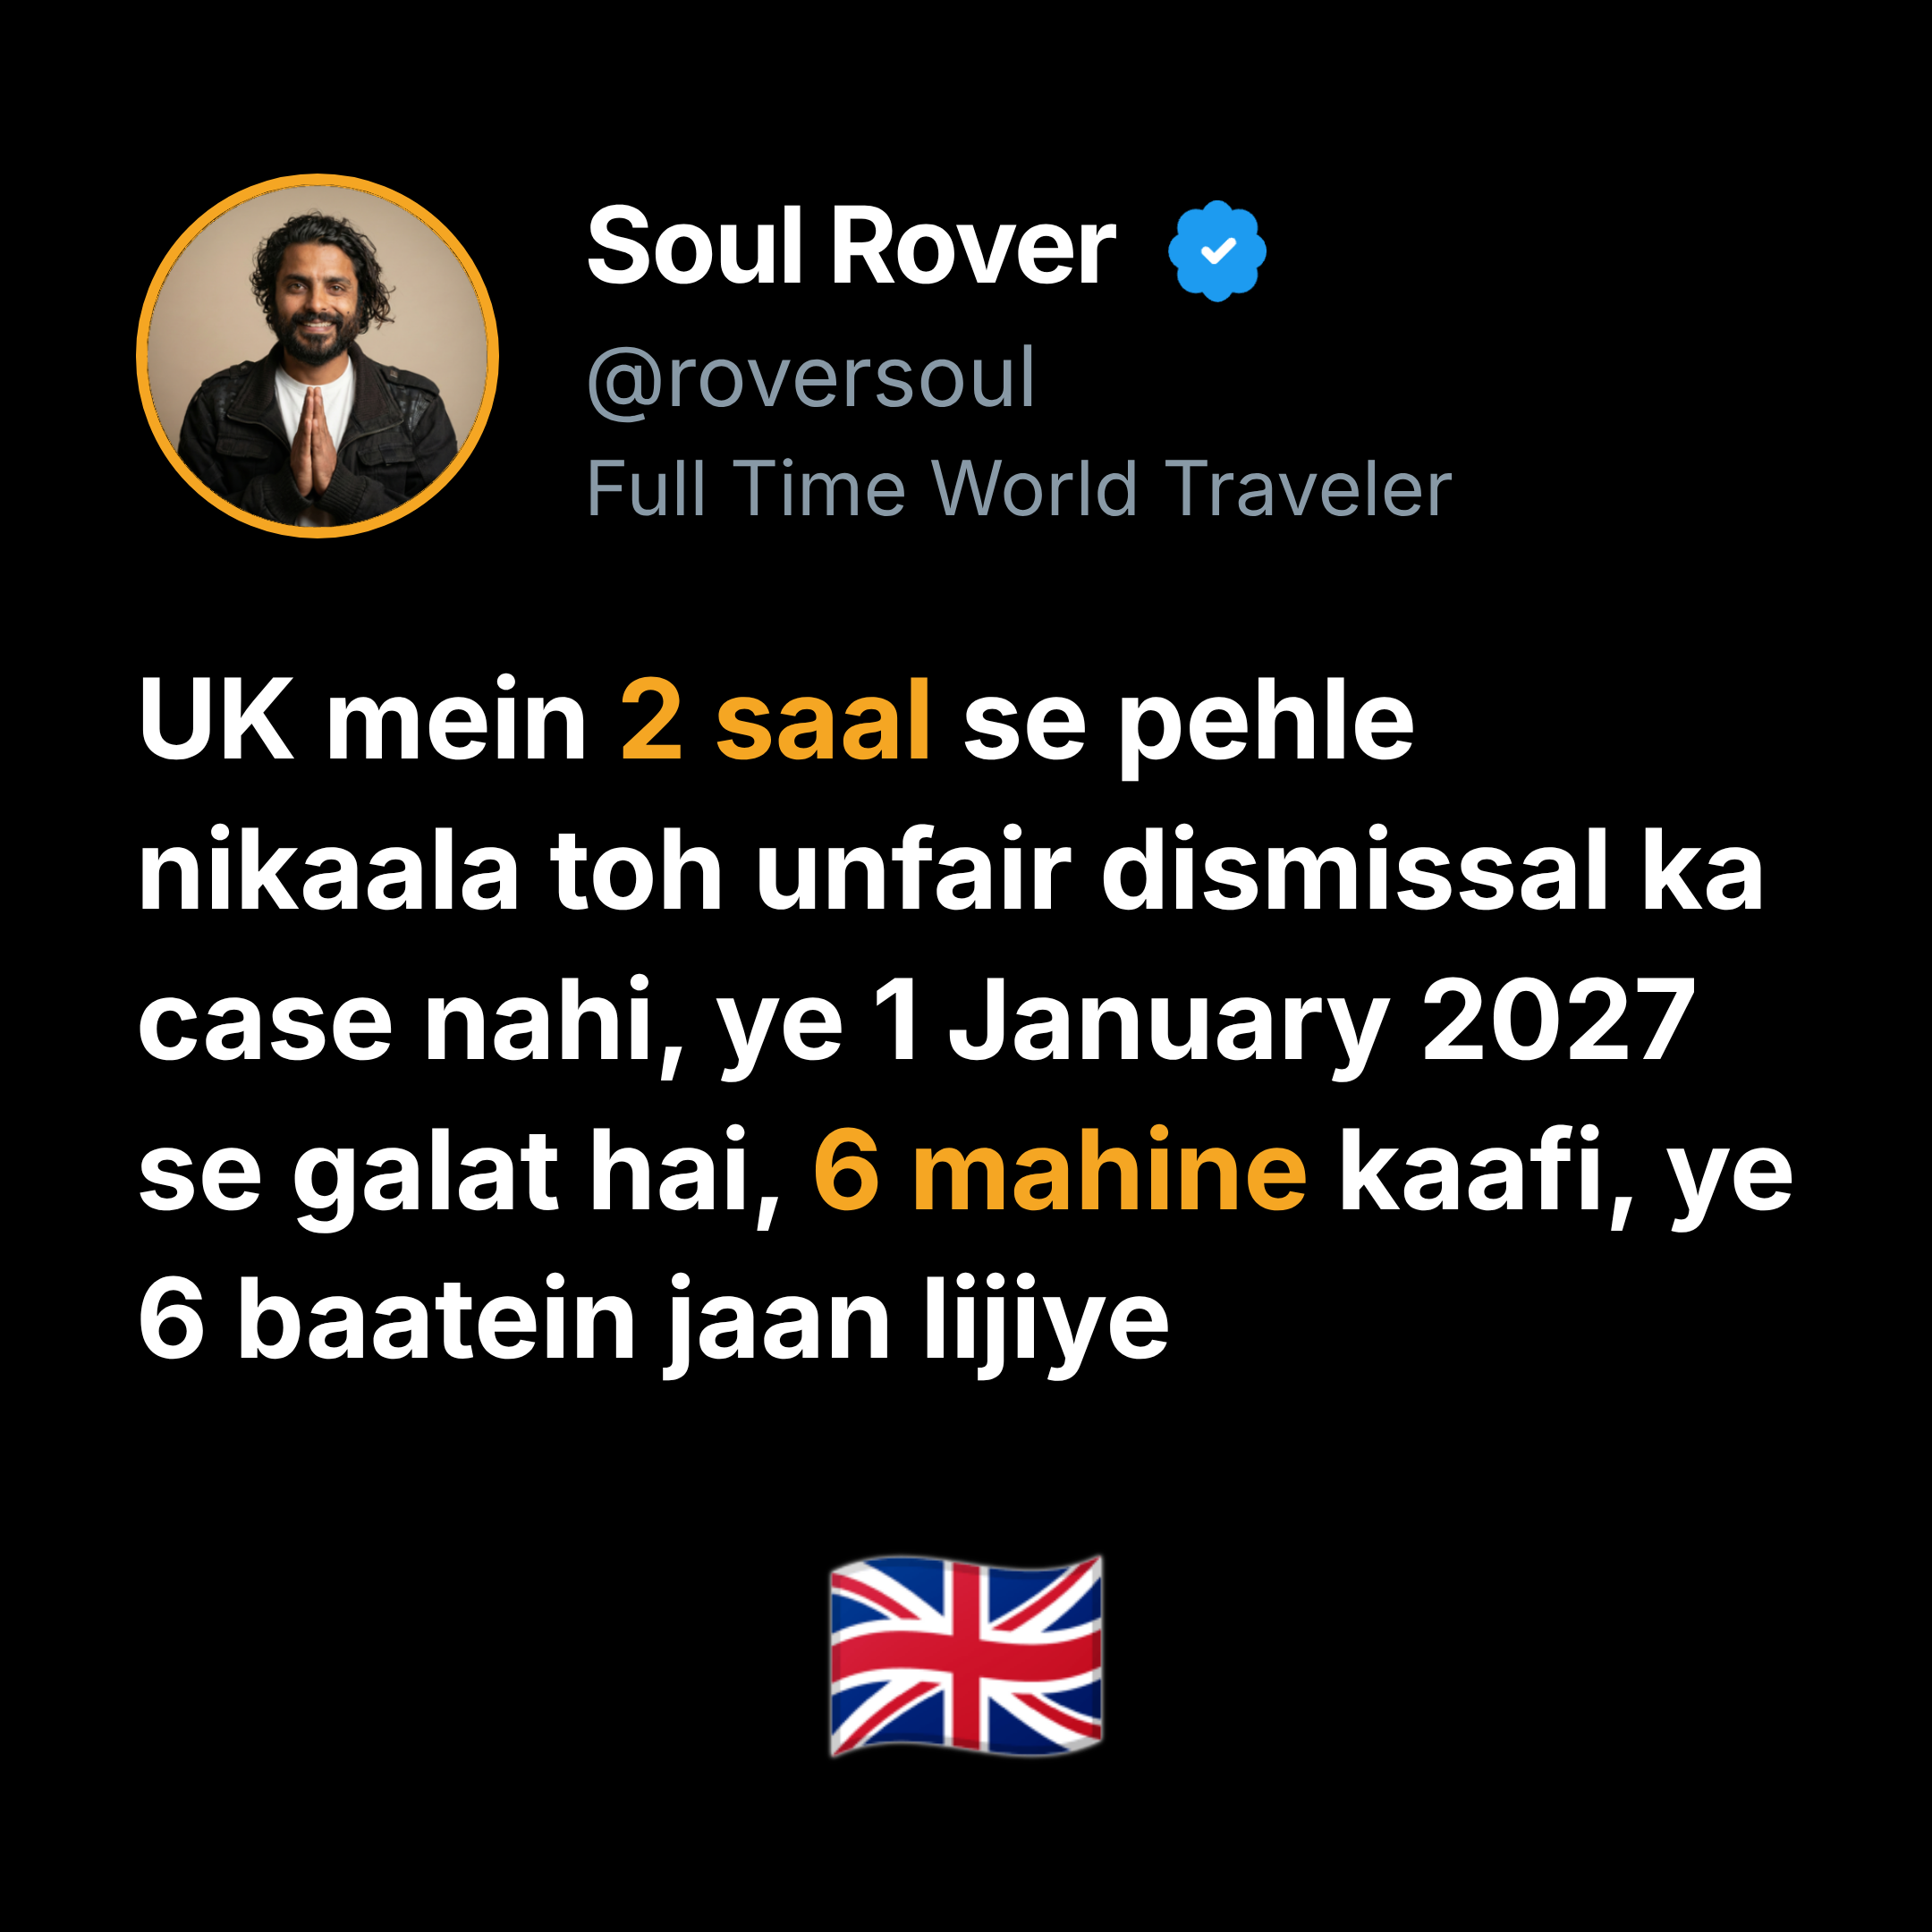 Soul Rover
@roversoul
Full Time World Traveler
UK mein 2 saal se pehle
nikaala toh unfair dismissal ka
case nahi, ye 1 January 2027
se galat hai, 6 mahine kaafi, ye
6 baatein jaan lijiye